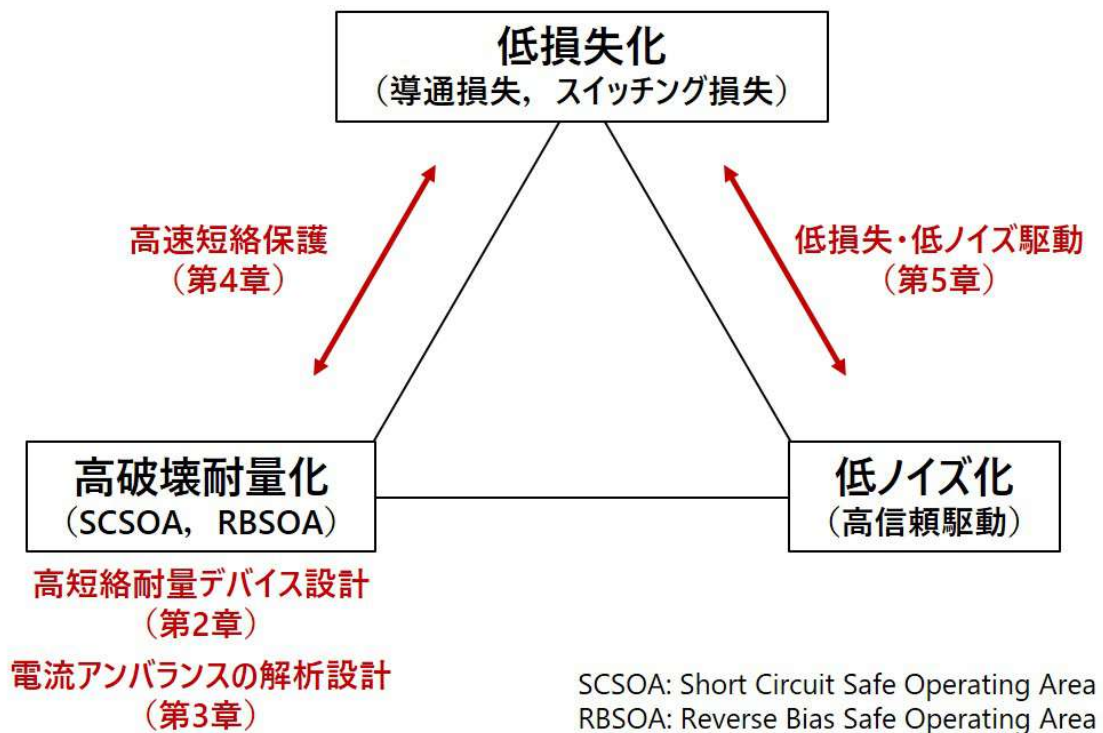 低損失化
（導通損失，スイッチング損失）
高速短絡保護
（第4章）
低損失・低ノイズ駆動
（第5章）
高破壊耐量化
（SCSOA，RBSOA）
低ノイズ化
（高信頼駆動）
高短絡耐量デバイス設計
（第2章）
電流アンバランスの解析設計
（第3章）
SCSOA: Short Circuit Safe Operating Area
RBSOA: Reverse Bias Safe Operating Area